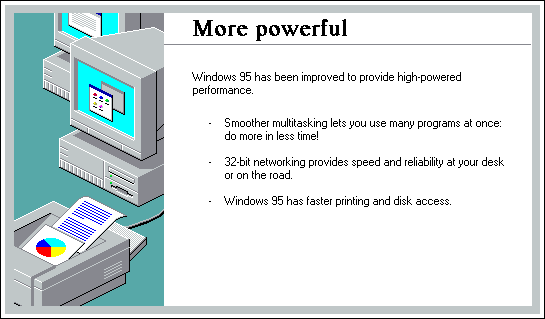 More powerful
Windows 95 has been improved to provide high-powered
performance.
- Smoother multitasking lets you use many programs at once:
do more in less time!
- 32-bit networking provides speed and reliability at your desk
or on the road.
- Windows 95 has faster printing and disk access.